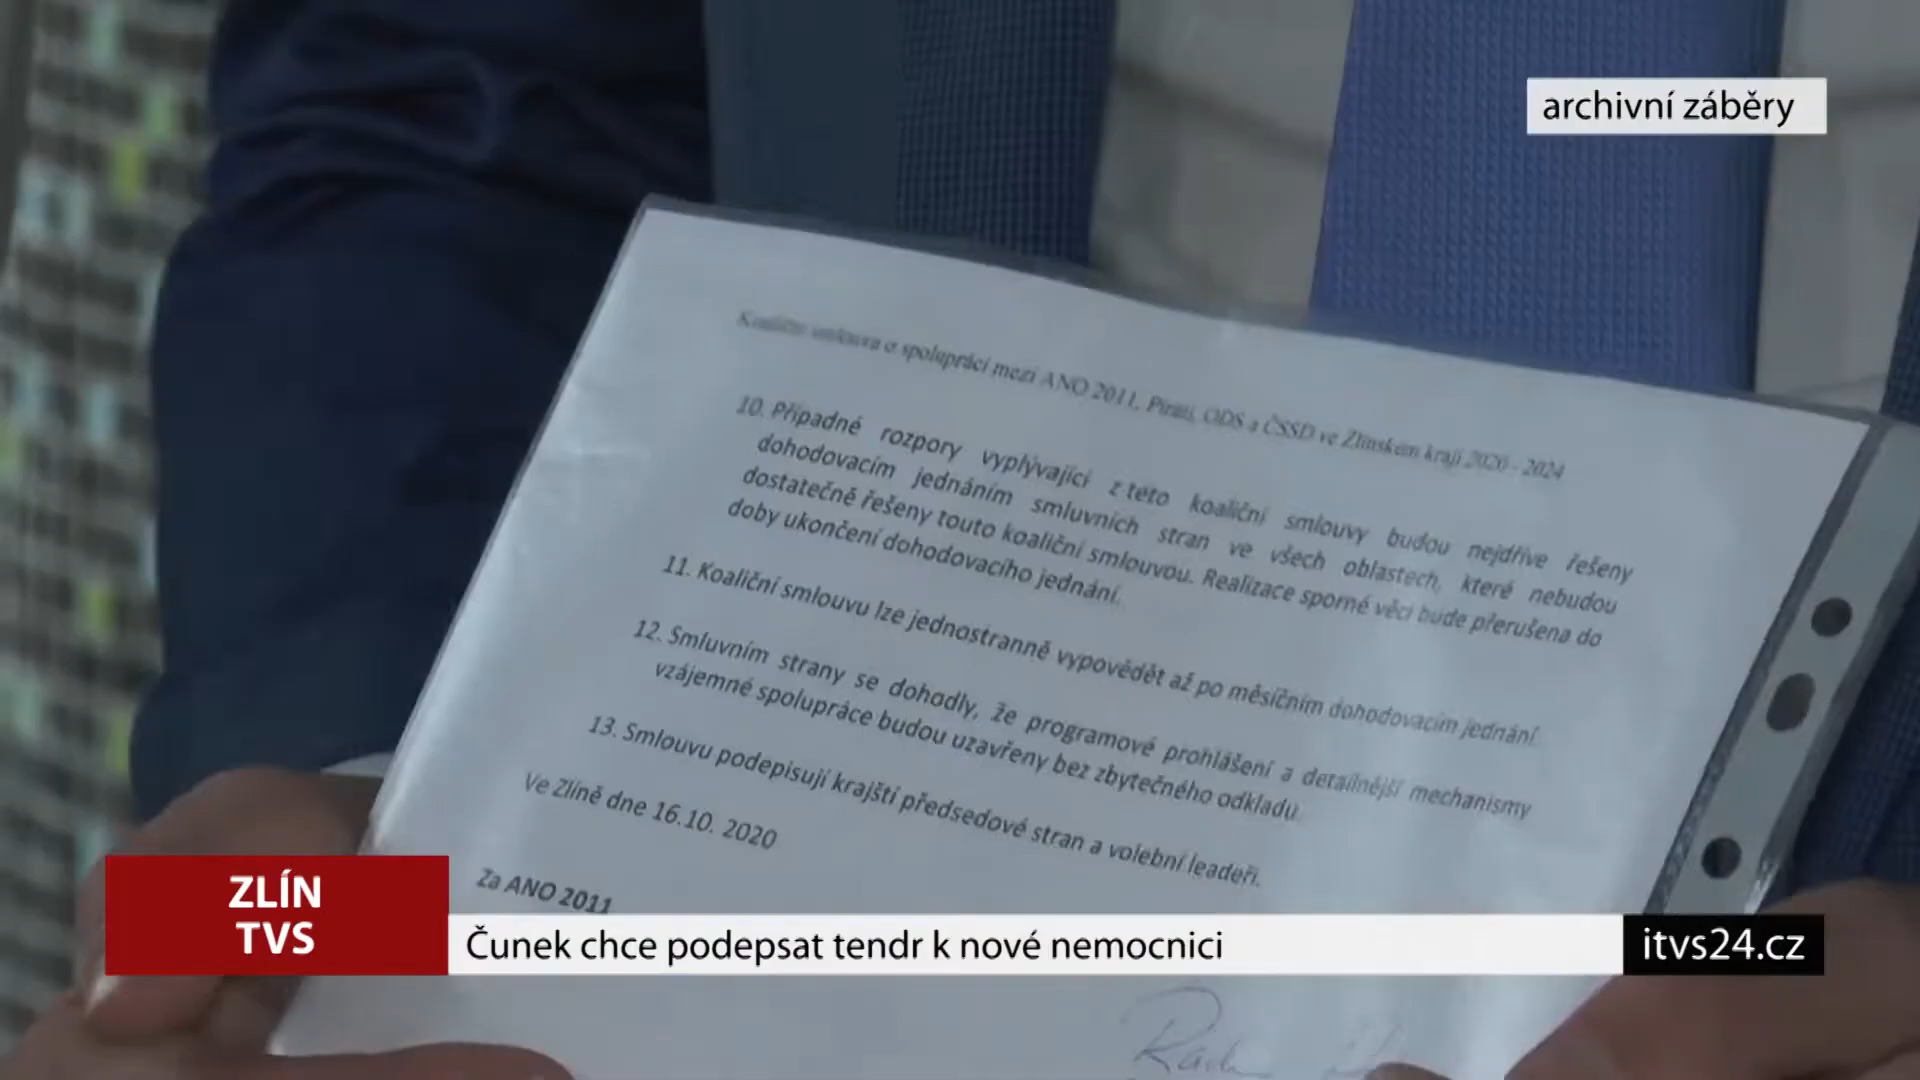 archivní záběry
Koaliční smlouva o spolupráci mezi ANO 2011, Piráti, ODS a ČSSD ve Zlínském kraji 2020 - 2024
10. Případné rozpory vyplývající z této koaliční smlouvy budou nejdříve řešeny
dohodovacím jednáním smluvních stran ve všech oblastech, které nebudou
dostatečně řešeny touto koaliční smlouvou. Realizace sporné věci bude přerušena do
doby ukončení dohodovacího jednání.
11. Koaliční smlouvu lze jednostranně vypovědět až po měsíčním dohodovacím jednání.
12. Smluvním strany se dohodly, že programové prohlášení a detailnější mechanismy
vzájemné spolupráce budou uzavřeny bez zbytečného odkladu.
13. Smlouvu podepisují krajští předsedové stran a volební leadeři.
Ve Zlíně dne 16.10. 2020
Za ANO 2011
ZLÍN
TVS
Čunek chce podepsat tendr k nové nemocnici
itvs24.cz